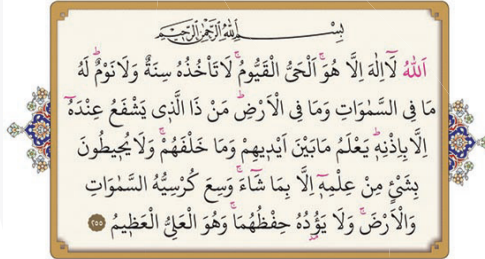 بِسْمِ اللّٰهِ الرَّحْمٰنِ الرَّحِيمِ
اَللّٰهُ لَٓا اِلٰهَ اِلَّا هُوَۚ اَلْحَيُّ الْقَيُّومُۚ لَا تَأْخُذُهُ سِنَةٌ وَلَا نَوْمٌۜ لَهُ
مَا فِى السَّمٰوَاتِ وَمَا فِى الْاَرْضِۜ مَنْ ذَا الَّذٖى يَشْفَعُ عِنْدَهُٓ
اِلَّا بِاِذْنِهٖۜ يَعْلَمُ مَا بَيْنَ اَيْدٖيهِمْ وَمَا خَلْفَهُمْۚ وَلَا يُحٖيطُونَ
بِشَىْءٍ مِنْ عِلْمِهٖٓ اِلَّا بِمَا شَٓاءَۚ وَسِعَ كُرْسِيُّهُ السَّمٰوَاتِ
وَالْاَرْضَۚ وَلَا يَؤُ۫دُهُ حِفْظُهُمَاۚ وَهُوَ الْعَلِىُّ الْعَظٖيمُ ﴿٢٥٥﴾